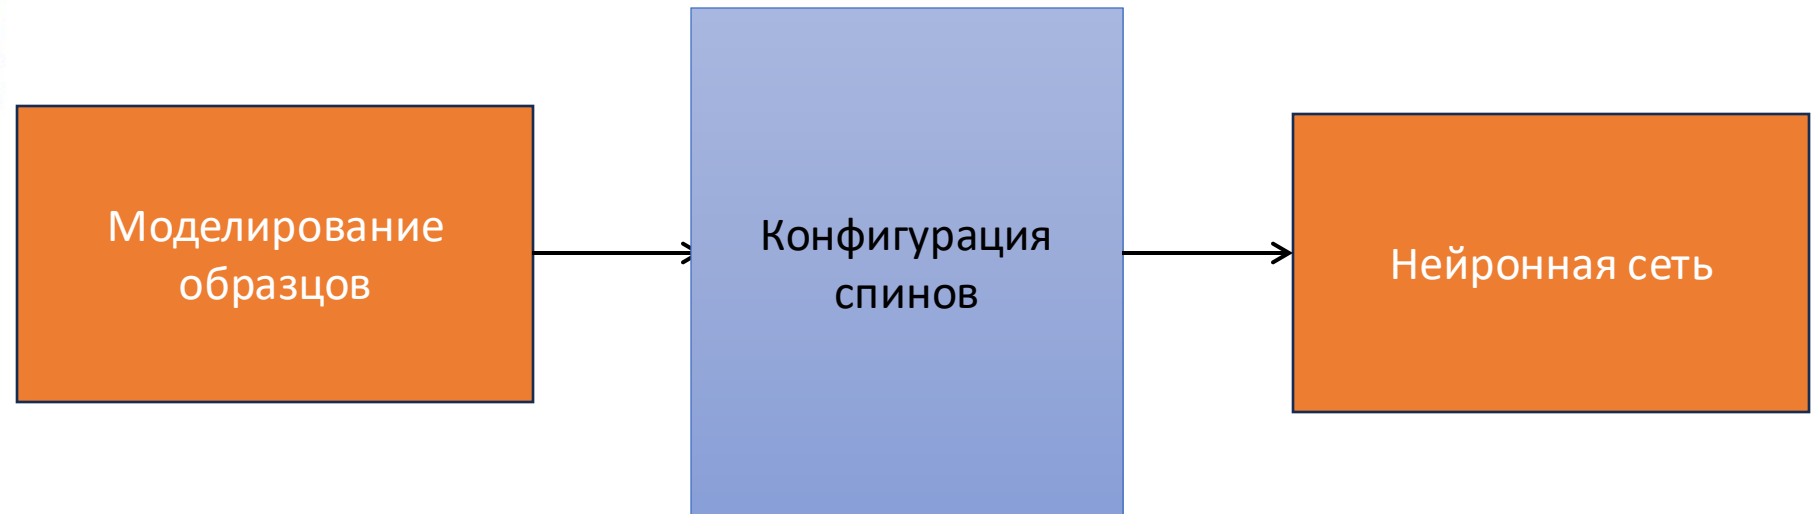 Моделирование
образцов
Конфигурация
спинов
Нейронная сеть